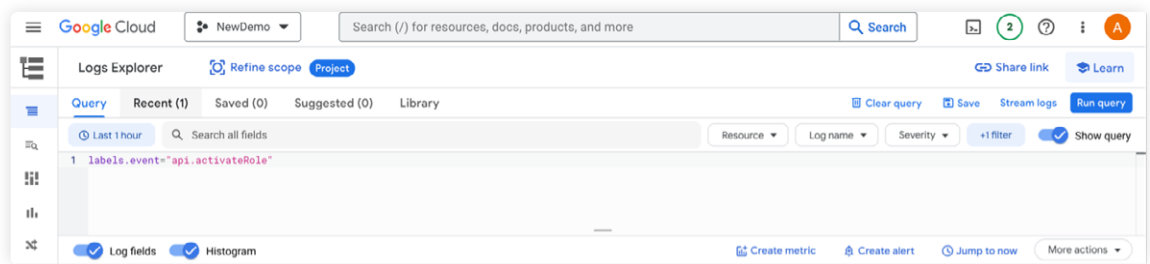 Google Cloud NewDemo Search (/) for resources, docs, products, and more Search 2 A
Logs Explorer Refine scope Project Share link Learn
Query Recent (1) Saved (0) Suggested (0) Library Clear query Save Stream logs Run query
Last 1 hour Search all fields Resource Log name Severity +1 filter Show query
1 labels.event="api.activateRole"
Log fields Histogram Create metric Create alert Jump to now More actions